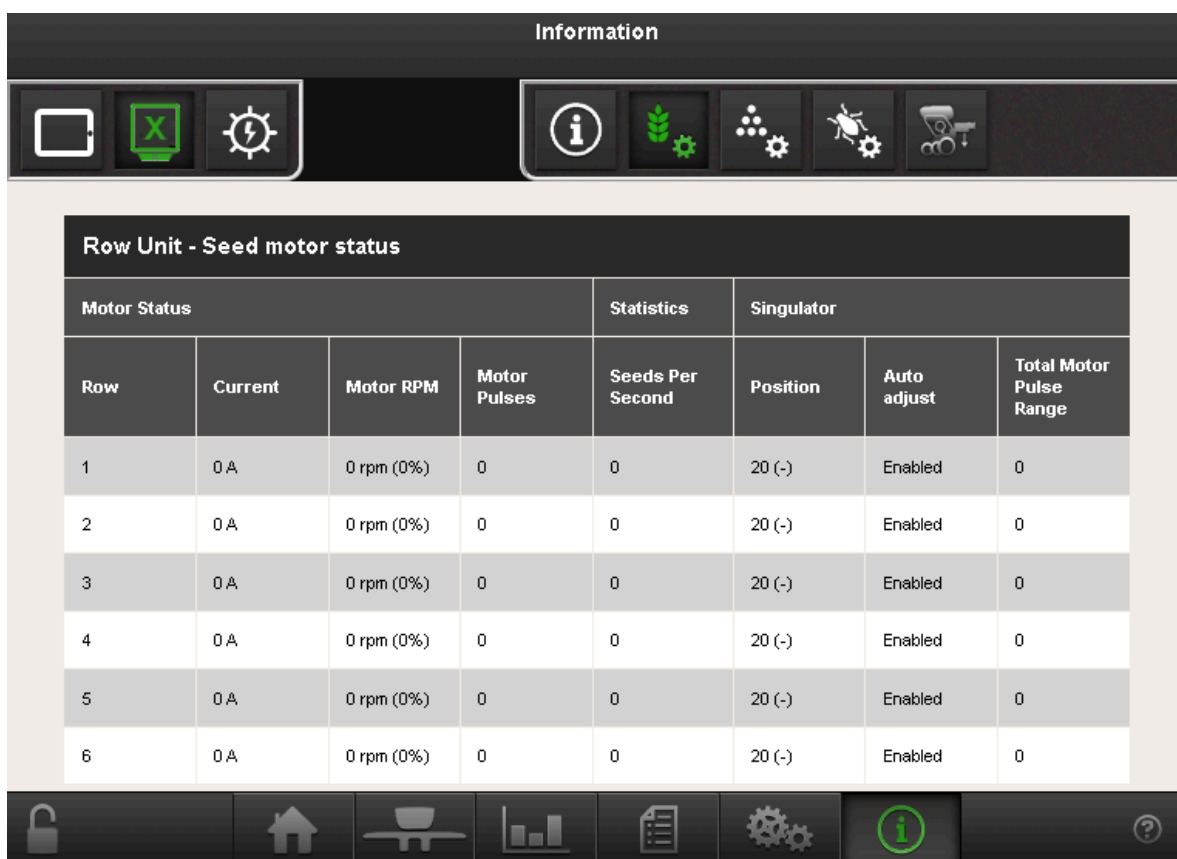 Information
X
Row Unit - Seed motor status
Motor Status Statistics Singulator
Row Current Motor RPM Motor Pulses Seeds Per Second Position Auto adjust Total Motor Pulse Range
1 0 A 0 rpm (0%) 0 0 20 (-) Enabled 0
2 0 A 0 rpm (0%) 0 0 20 (-) Enabled 0
3 0 A 0 rpm (0%) 0 0 20 (-) Enabled 0
4 0 A 0 rpm (0%) 0 0 20 (-) Enabled 0
5 0 A 0 rpm (0%) 0 0 20 (-) Enabled 0
6 0 A 0 rpm (0%) 0 0 20 (-) Enabled 0